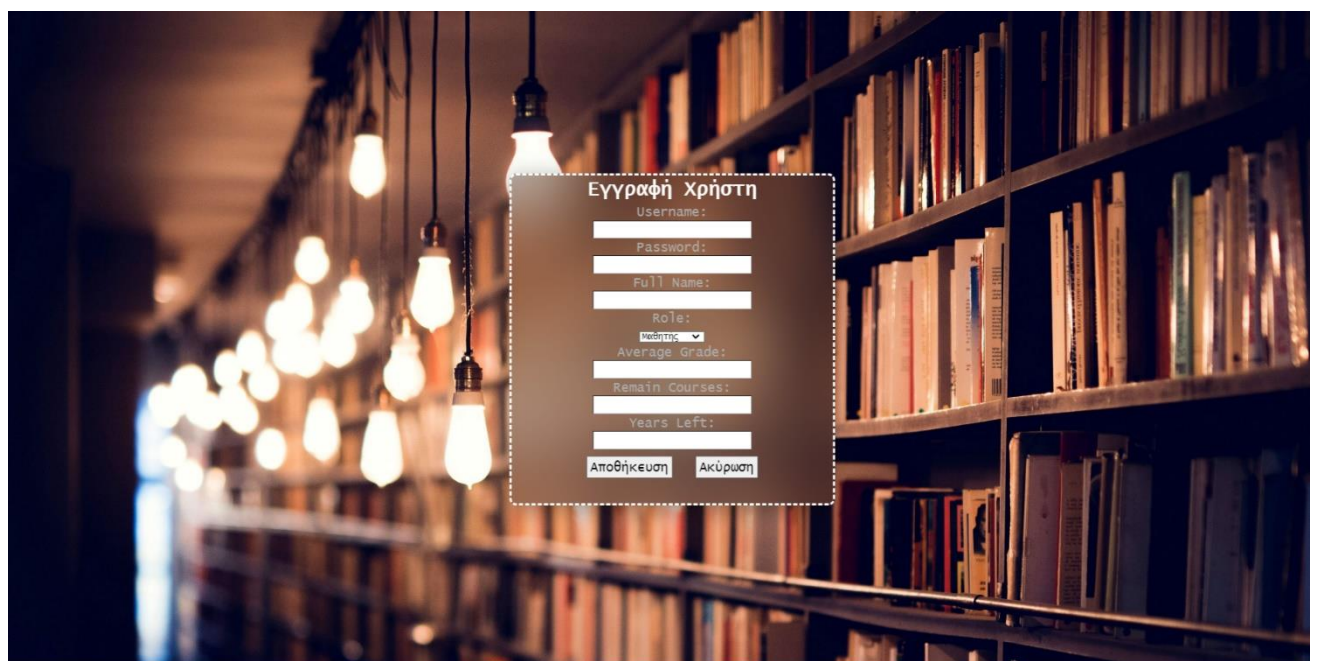 Εγγραφή Χρήστη
Username:
Password:
Full Name:
Role:
Μαθητής
Average Grade:
Remain Courses:
Years Left:
Αποθήκευση Ακύρωση